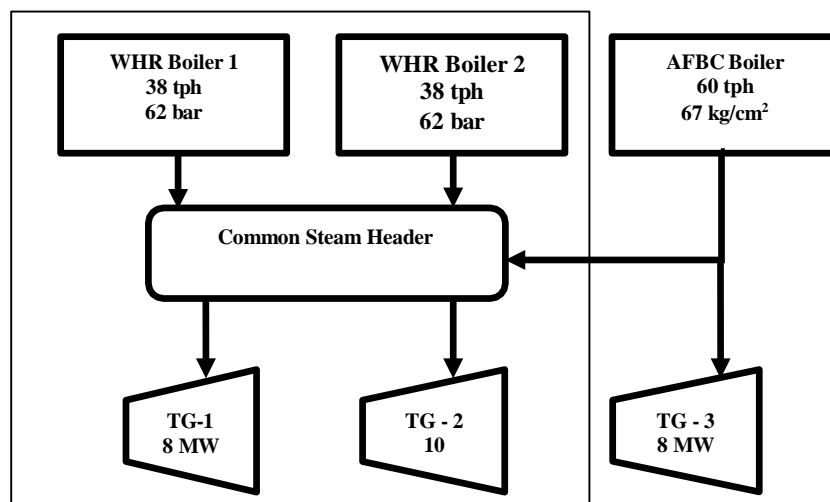 WHR Boiler 1
38 tph
62 bar
WHR Boiler 2
38 tph
62 bar
AFBC Boiler
60 tph
67 kg/cm²
Common Steam Header
TG-1
8 MW
TG - 2
10
TG - 3
8 MW